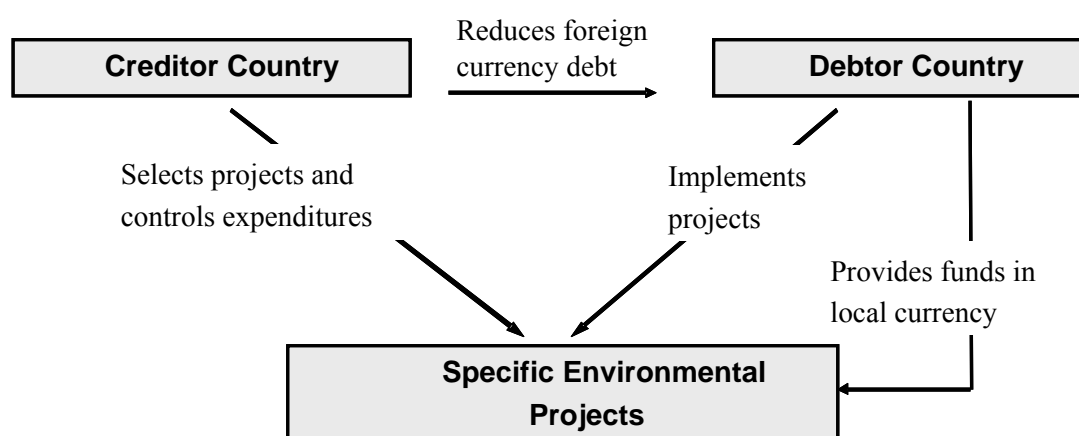 Reduces foreign
currency debt
Creditor Country
Debtor Country
Selects projects and
controls expenditures
Implements
projects
Provides funds in
local currency
Specific Environmental
Projects